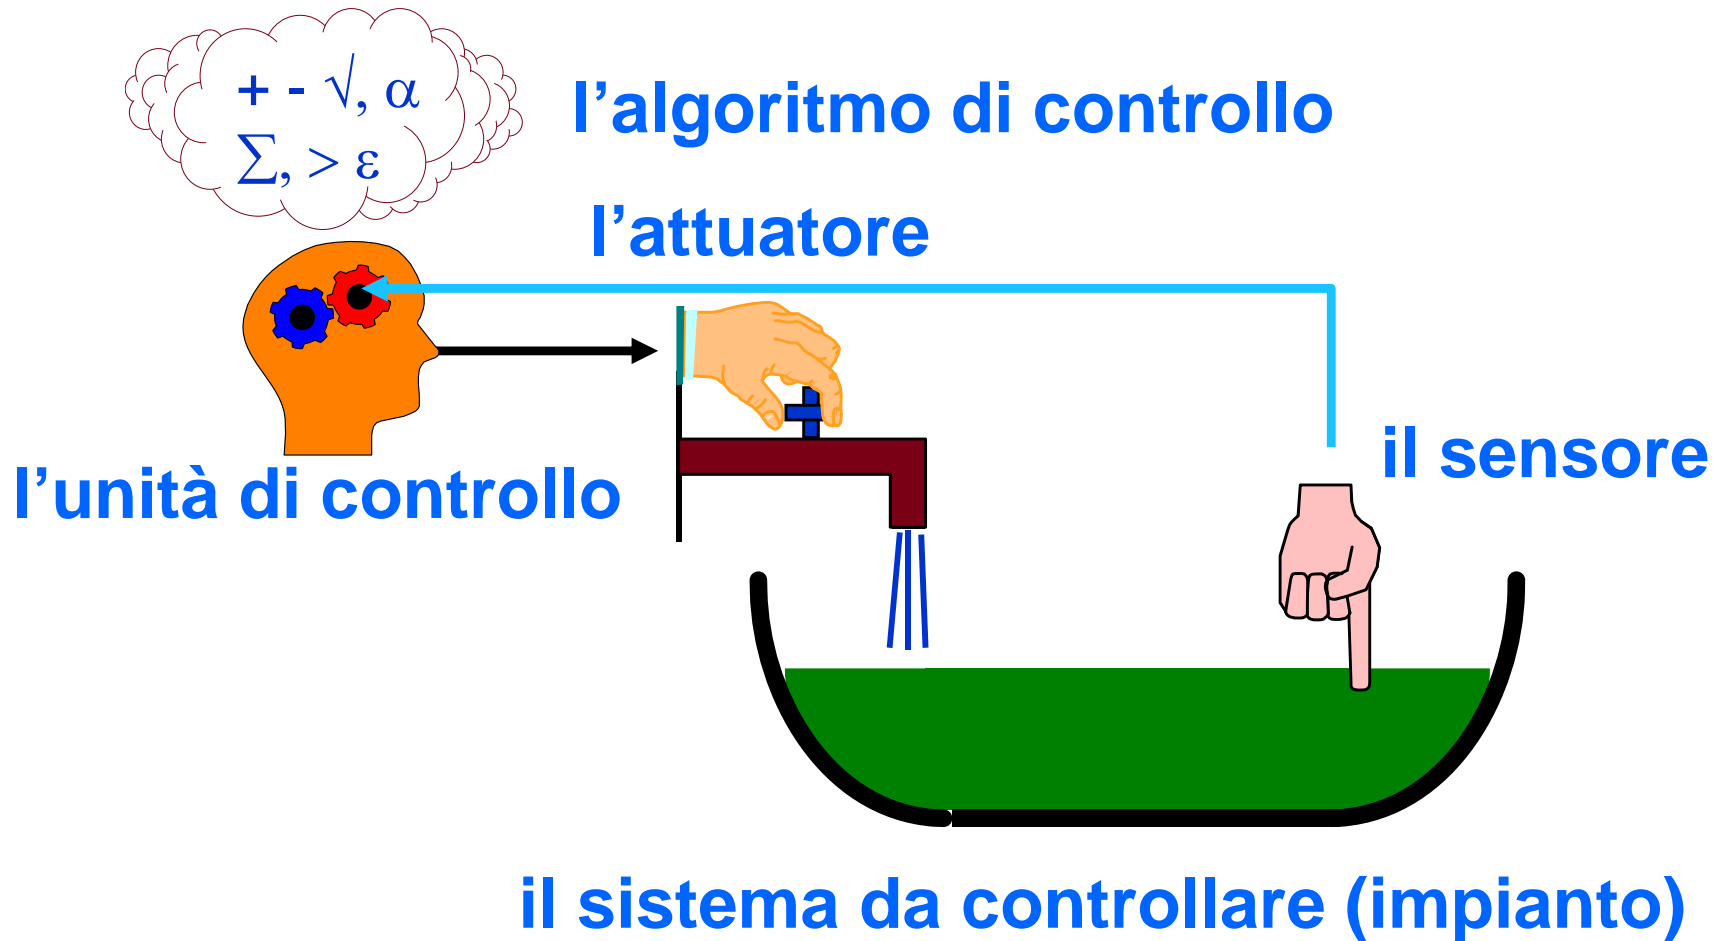 + - √, α
Σ, > ε
l’algoritmo di controllo
l’attuatore
il sensore
l’unità di controllo
il sistema da controllare (impianto)